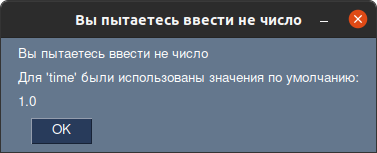 Вы пытаетесь ввести не число
Вы пытаетесь ввести не число
Для 'time' были использованы значения по умолчанию:
1.0
OK